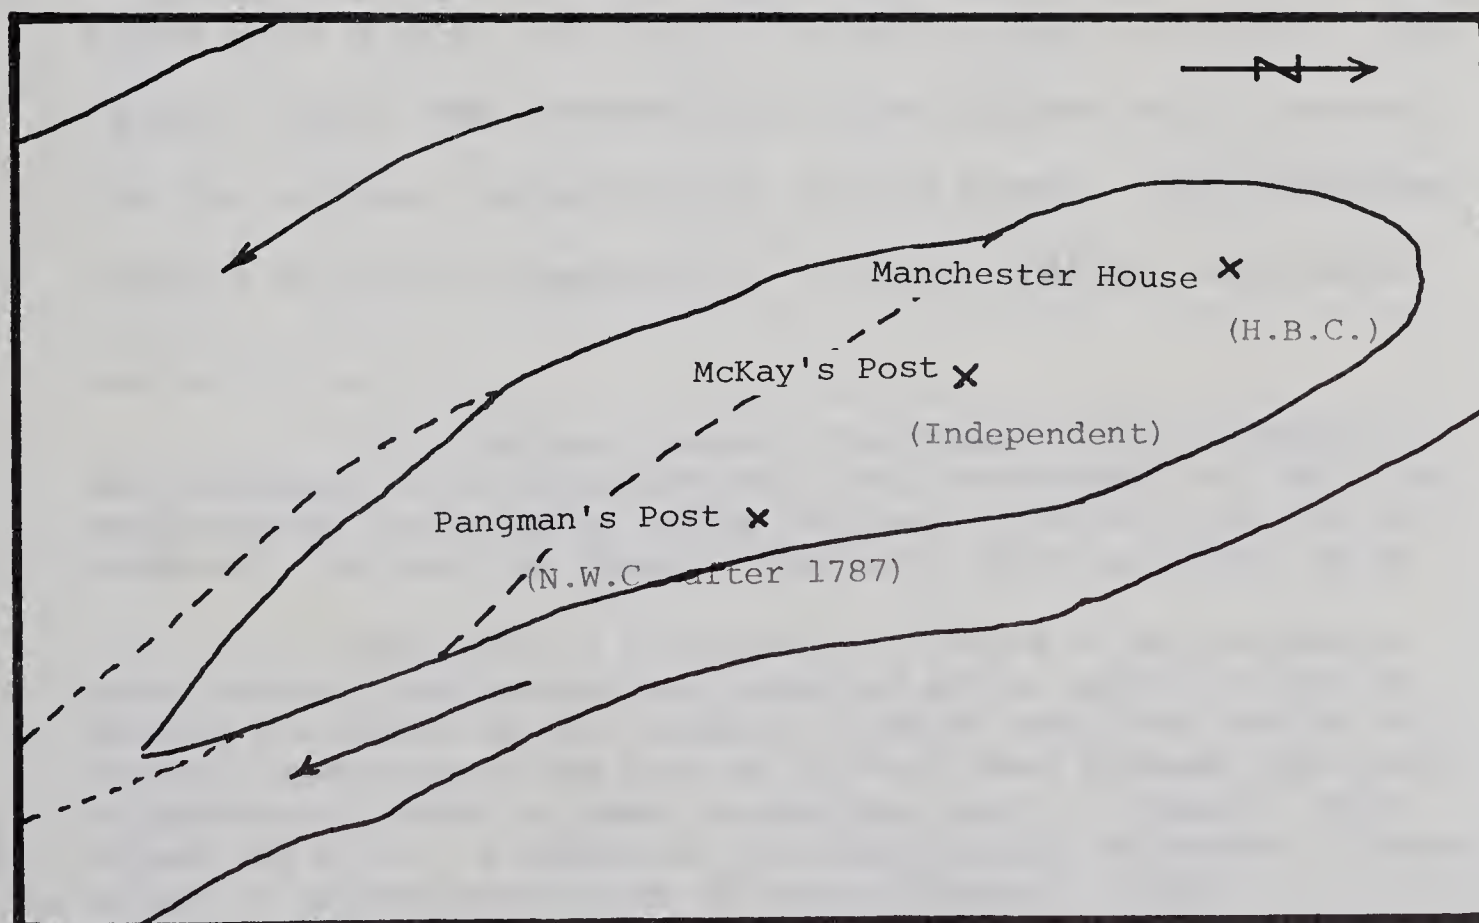 N
Manchester House
(H.B.C.)
McKay's Post
(Independent)
Pangman's Post
(N.W.C. after 1787)